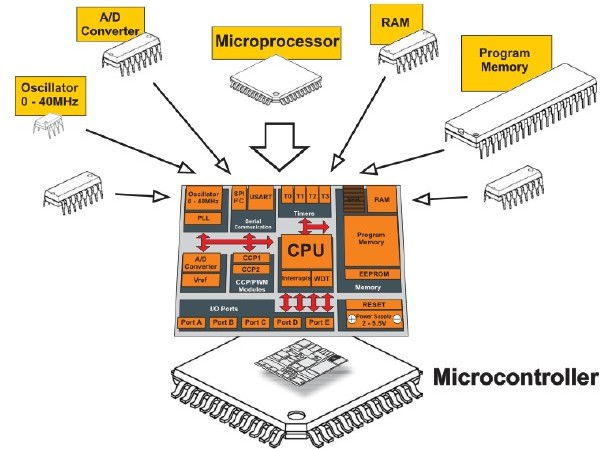 A/D
Converter
Microprocessor
RAM
Program
Memory
Oscillator
0 - 40MHz
Oscillator
0 - 40MHz
PLL
SPI
I²C
USART
Serial
Communication
T0
T1
T2
T3
Timers
RAM
Program
Memory
EEPROM
Memory
A/D
Converter
Vref
CCP1
CCP2
CCP/PWM
Modules
CPU
Interrupts
WDT
I/O Ports
Port A
Port B
Port C
Port D
Port E
RESET
Power Supply
2 - 5.5V
Microcontroller